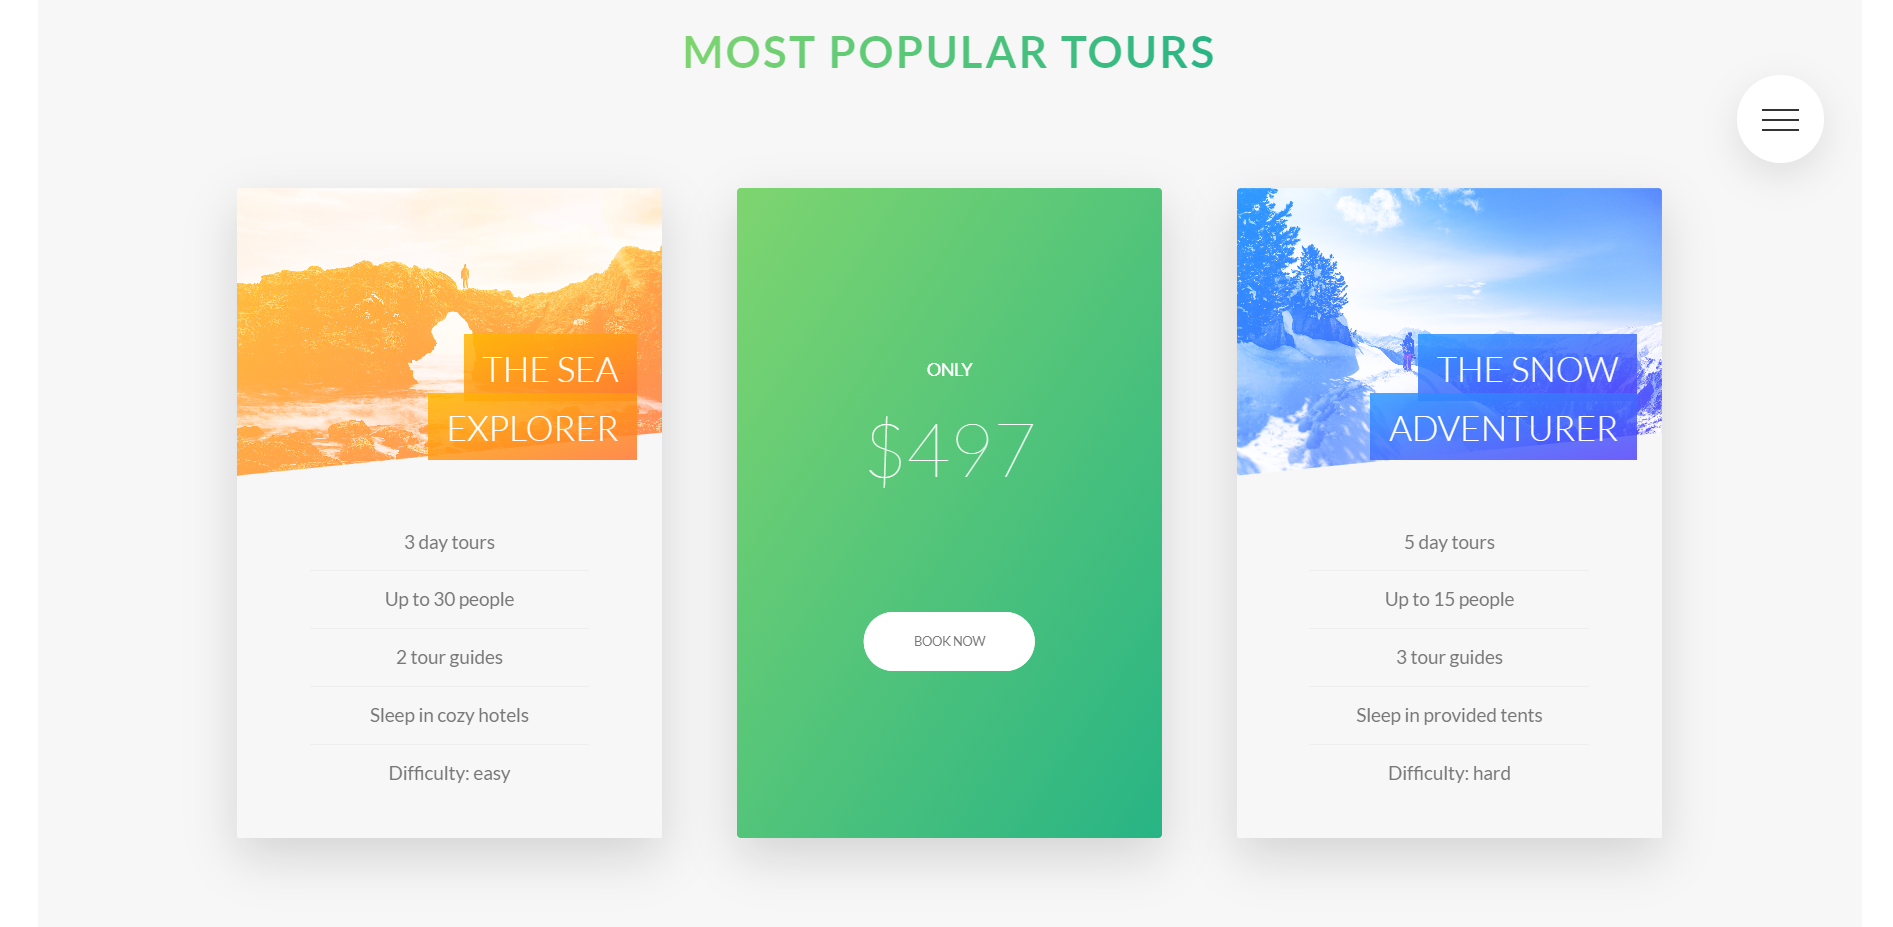 MOST POPULAR TOURS
THE SEA
EXPLORER
3 day tours
Up to 30 people
2 tour guides
Sleep in cozy hotels
Difficulty: easy
ONLY
$497
BOOK NOW
THE SNOW
ADVENTURER
5 day tours
Up to 15 people
3 tour guides
Sleep in provided tents
Difficulty: hard